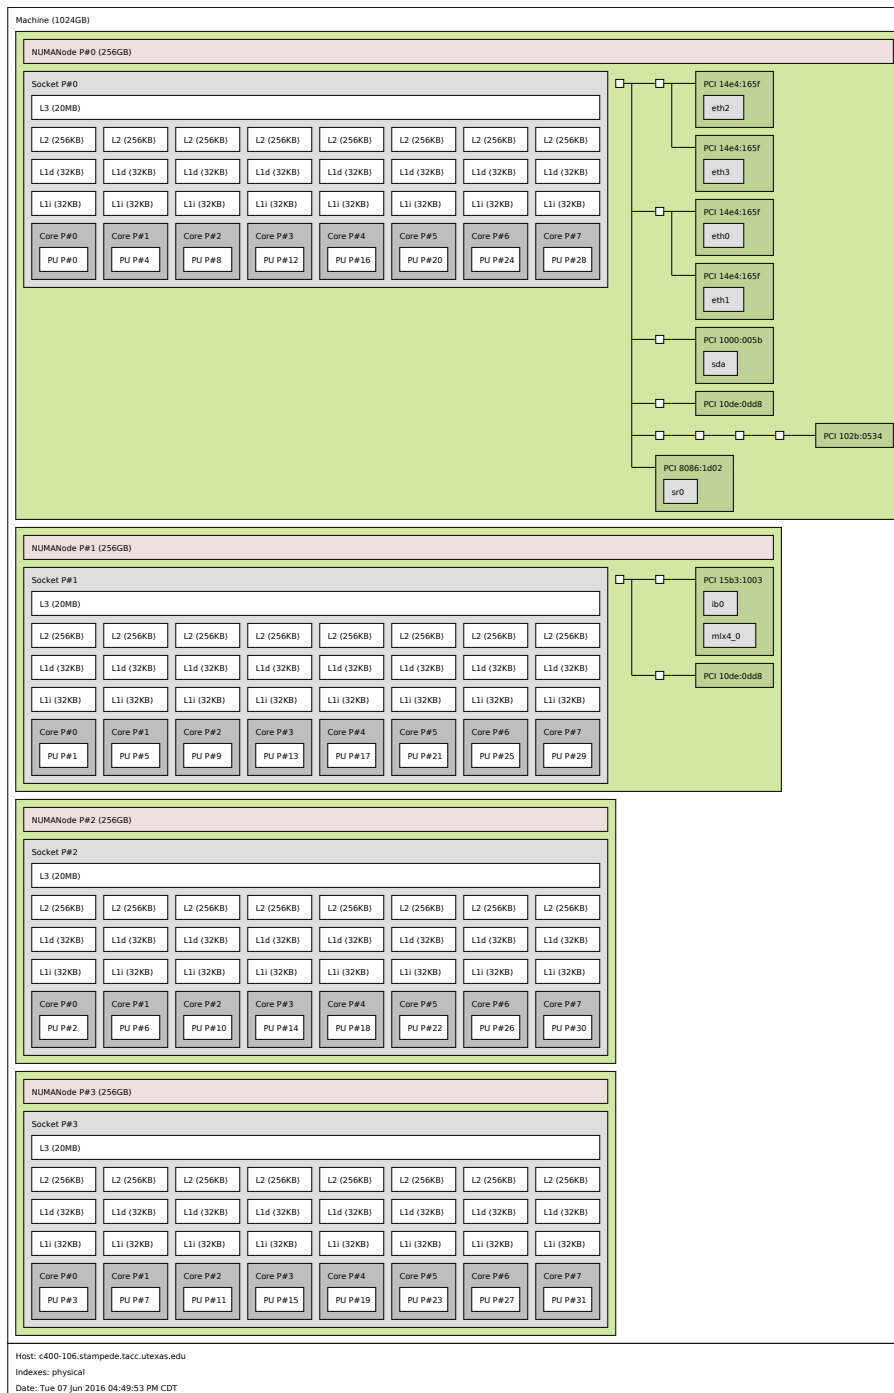 Machine (1024GB)
NUMANode P#0 (256GB)
Socket P#0
L3 (20MB)
L2 (256KB) L2 (256KB) L2 (256KB) L2 (256KB) L2 (256KB) L2 (256KB) L2 (256KB) L2 (256KB)
L1d (32KB) L1d (32KB) L1d (32KB) L1d (32KB) L1d (32KB) L1d (32KB) L1d (32KB) L1d (32KB)
L1i (32KB) L1i (32KB) L1i (32KB) L1i (32KB) L1i (32KB) L1i (32KB) L1i (32KB) L1i (32KB)
Core P#0 Core P#1 Core P#2 Core P#3 Core P#4 Core P#5 Core P#6 Core P#7
PU P#0 PU P#4 PU P#8 PU P#12 PU P#16 PU P#20 PU P#24 PU P#28
PCI 14e4:165f
eth2
PCI 14e4:165f
eth3
PCI 14e4:165f
eth0
PCI 14e4:165f
eth1
PCI 1000:005b
sda
PCI 10de:0dd8
PCI 102b:0534
PCI 8086:1d02
sr0
NUMANode P#1 (256GB)
Socket P#1
L3 (20MB)
L2 (256KB) L2 (256KB) L2 (256KB) L2 (256KB) L2 (256KB) L2 (256KB) L2 (256KB) L2 (256KB)
L1d (32KB) L1d (32KB) L1d (32KB) L1d (32KB) L1d (32KB) L1d (32KB) L1d (32KB) L1d (32KB)
L1i (32KB) L1i (32KB) L1i (32KB) L1i (32KB) L1i (32KB) L1i (32KB) L1i (32KB) L1i (32KB)
Core P#0 Core P#1 Core P#2 Core P#3 Core P#4 Core P#5 Core P#6 Core P#7
PU P#1 PU P#5 PU P#9 PU P#13 PU P#17 PU P#21 PU P#25 PU P#29
PCI 15b3:1003
ib0
mlx4_0
PCI 10de:0dd8
NUMANode P#2 (256GB)
Socket P#2
L3 (20MB)
L2 (256KB) L2 (256KB) L2 (256KB) L2 (256KB) L2 (256KB) L2 (256KB) L2 (256KB) L2 (256KB)
L1d (32KB) L1d (32KB) L1d (32KB) L1d (32KB) L1d (32KB) L1d (32KB) L1d (32KB) L1d (32KB)
L1i (32KB) L1i (32KB) L1i (32KB) L1i (32KB) L1i (32KB) L1i (32KB) L1i (32KB) L1i (32KB)
Core P#0 Core P#1 Core P#2 Core P#3 Core P#4 Core P#5 Core P#6 Core P#7
PU P#2 PU P#6 PU P#10 PU P#14 PU P#18 PU P#22 PU P#26 PU P#30
NUMANode P#3 (256GB)
Socket P#3
L3 (20MB)
L2 (256KB) L2 (256KB) L2 (256KB) L2 (256KB) L2 (256KB) L2 (256KB) L2 (256KB) L2 (256KB)
L1d (32KB) L1d (32KB) L1d (32KB) L1d (32KB) L1d (32KB) L1d (32KB) L1d (32KB) L1d (32KB)
L1i (32KB) L1i (32KB) L1i (32KB) L1i (32KB) L1i (32KB) L1i (32KB) L1i (32KB) L1i (32KB)
Core P#0 Core P#1 Core P#2 Core P#3 Core P#4 Core P#5 Core P#6 Core P#7
PU P#3 PU P#7 PU P#11 PU P#15 PU P#19 PU P#23 PU P#27 PU P#31
Host: c400-106.stampede.tacc.utexas.edu
Indexes: physical
Date: Tue 07 Jun 2016 04:49:53 PM CDT